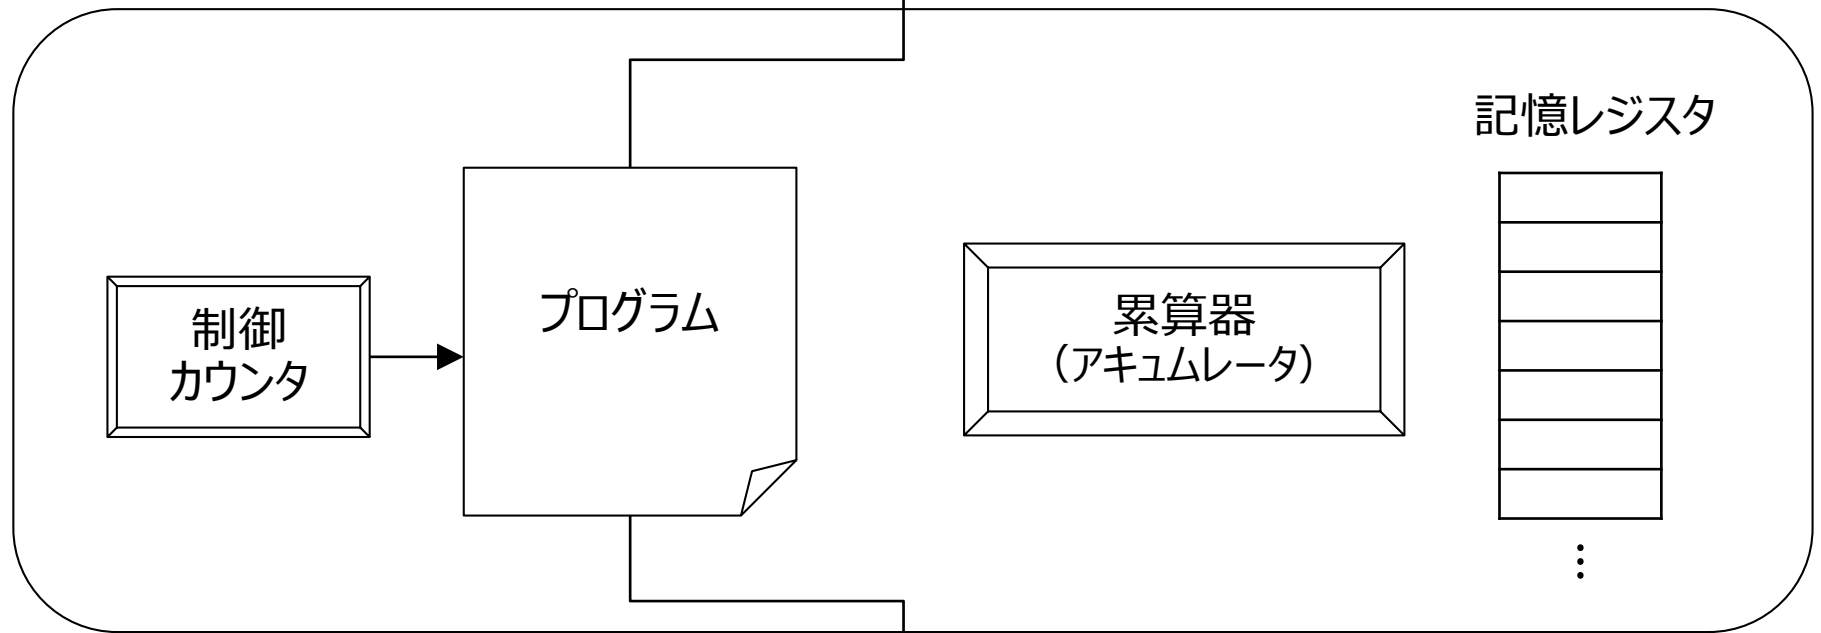 記憶レジスタ
プログラム
制御
カウンタ
累算器
（アキュムレータ）